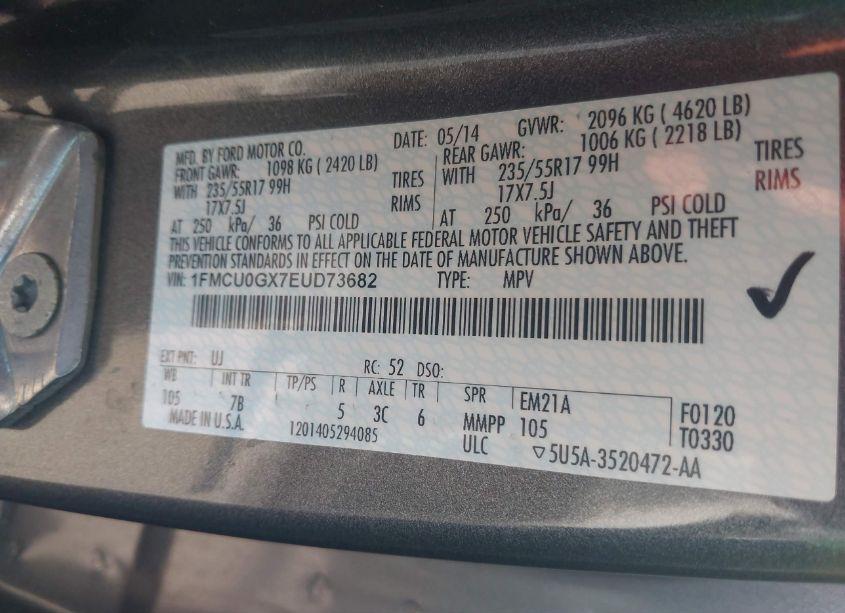 MFD. BY FORD MOTOR CO. DATE: 05/14 GVWR: 2096 KG ( 4620 LB)
FRONT GAWR: 1098 KG ( 2420 LB) REAR GAWR: 1006 KG ( 2218 LB)
WITH 235/55R17 99H TIRES WITH 235/55R17 99H TIRES
17X7.5J RIMS 17X7.5J RIMS
AT 250 kPa/ 36 PSI COLD AT 250 kPa/ 36 PSI COLD
THIS VEHICLE CONFORMS TO ALL APPLICABLE FEDERAL MOTOR VEHICLE SAFETY AND THEFT
PREVENTION STANDARDS IN EFFECT ON THE DATE OF MANUFACTURE SHOWN ABOVE.
VIN: 1FMCU0GX7EUD73682 TYPE: MPV
EXT PNT: UJ RC: 52 DSO:
WB INT TR TP/PS R AXLE TR SPR EM21A F0120
105 7B 5 3C 6 MMPP 105 T0330
MADE IN U.S.A. 1201405294085 ULC ▽5U5A-3520472-AA